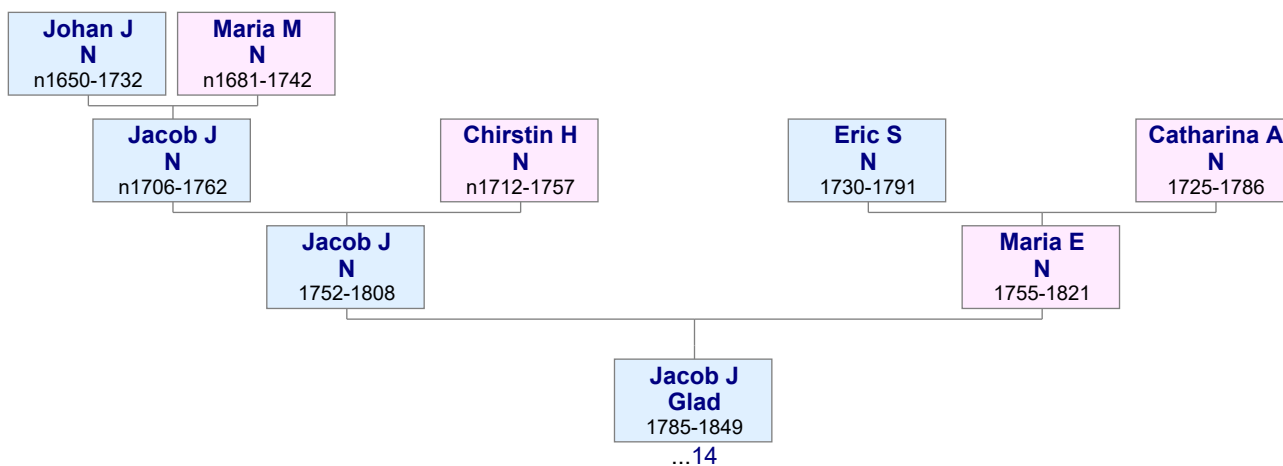 Johan J
N
n1650-1732
Maria M
N
n1681-1742
Jacob J
N
n1706-1762
Chirstin H
N
n1712-1757
Eric S
N
1730-1791
Catharina A
N
1725-1786
Jacob J
N
1752-1808
Maria E
N
1755-1821
Jacob J
Glad
1785-1849
...14